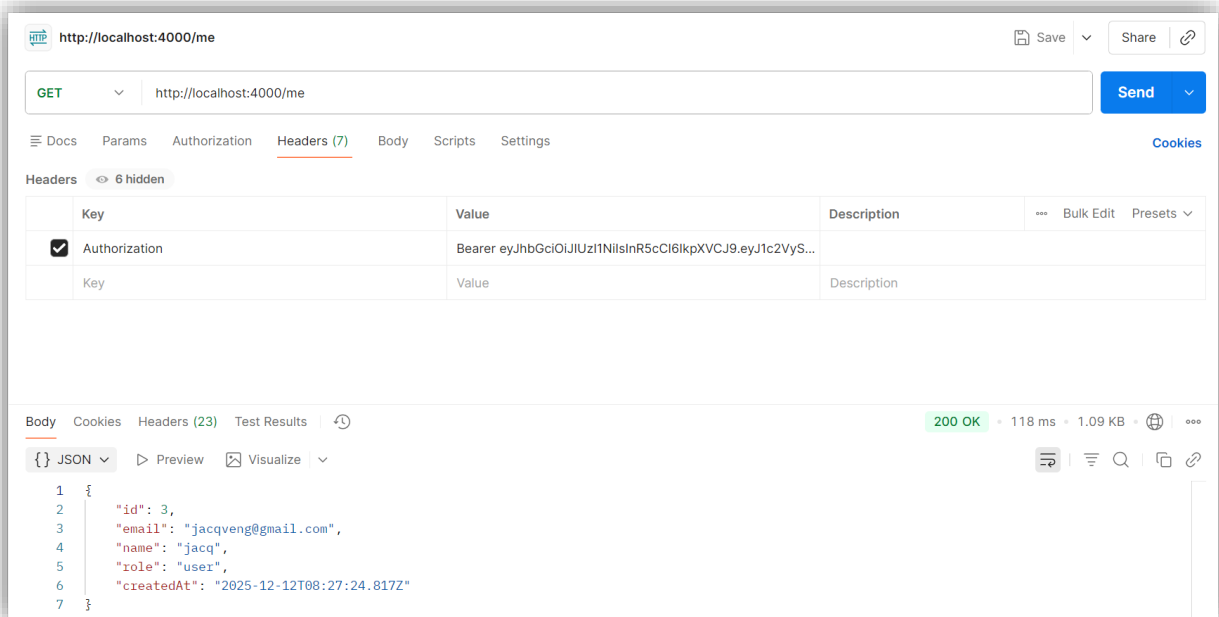 HTTP http://localhost:4000/me Save Share
GET http://localhost:4000/me Send
Docs Params Authorization Headers (7) Body Scripts Settings Cookies
Headers 6 hidden
Key Value Description Bulk Edit Presets
Authorization Bearer eyJhbGciOiJIUzI1NiIsInR5cCI6IkpXVCJ9.eyJ1c2VyS...
Key Value Description
Body Cookies Headers (23) Test Results 200 OK • 118 ms • 1.09 KB •
{} JSON Preview Visualize
1 {
2 "id": 3,
3 "email": "jacqveng@gmail.com",
4 "name": "jacq",
5 "role": "user",
6 "createdAt": "2025-12-12T08:27:24.817Z"
7 }